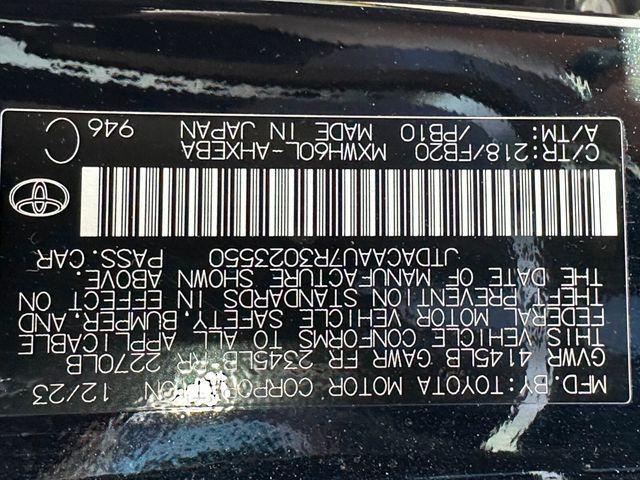 MFD.BY:TOYOTA MOTOR CORPORATION 12/23
GVWR 4145LB GAWR FR 2345LB RR 2270LB
THIS VEHICLE CONFORMS TO ALL APPLICABLE
FEDERAL MOTOR VEHICLE SAFETY, BUMPER, AND
THEFT PREVENTION STANDARDS IN EFFECT ON
THE DATE OF MANUFACTURE SHOWN ABOVE.
JTDACAAU7R3023550 PASS. CAR
C/TR:218/FB20 MXWH60L-AHXEBA C
A/TM: /PB10 MADE IN JAPAN 946